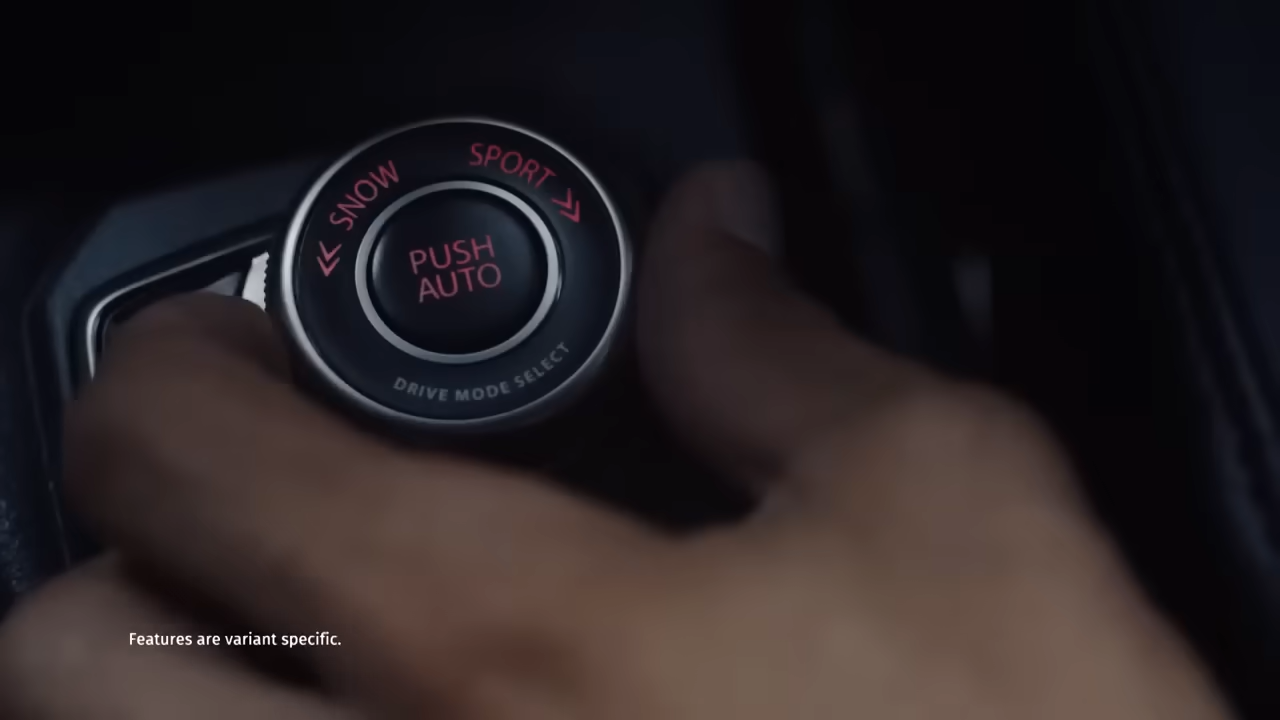 SNOW
SPORT
PUSH
AUTO
DRIVE MODE SELECT
Features are variant specific.